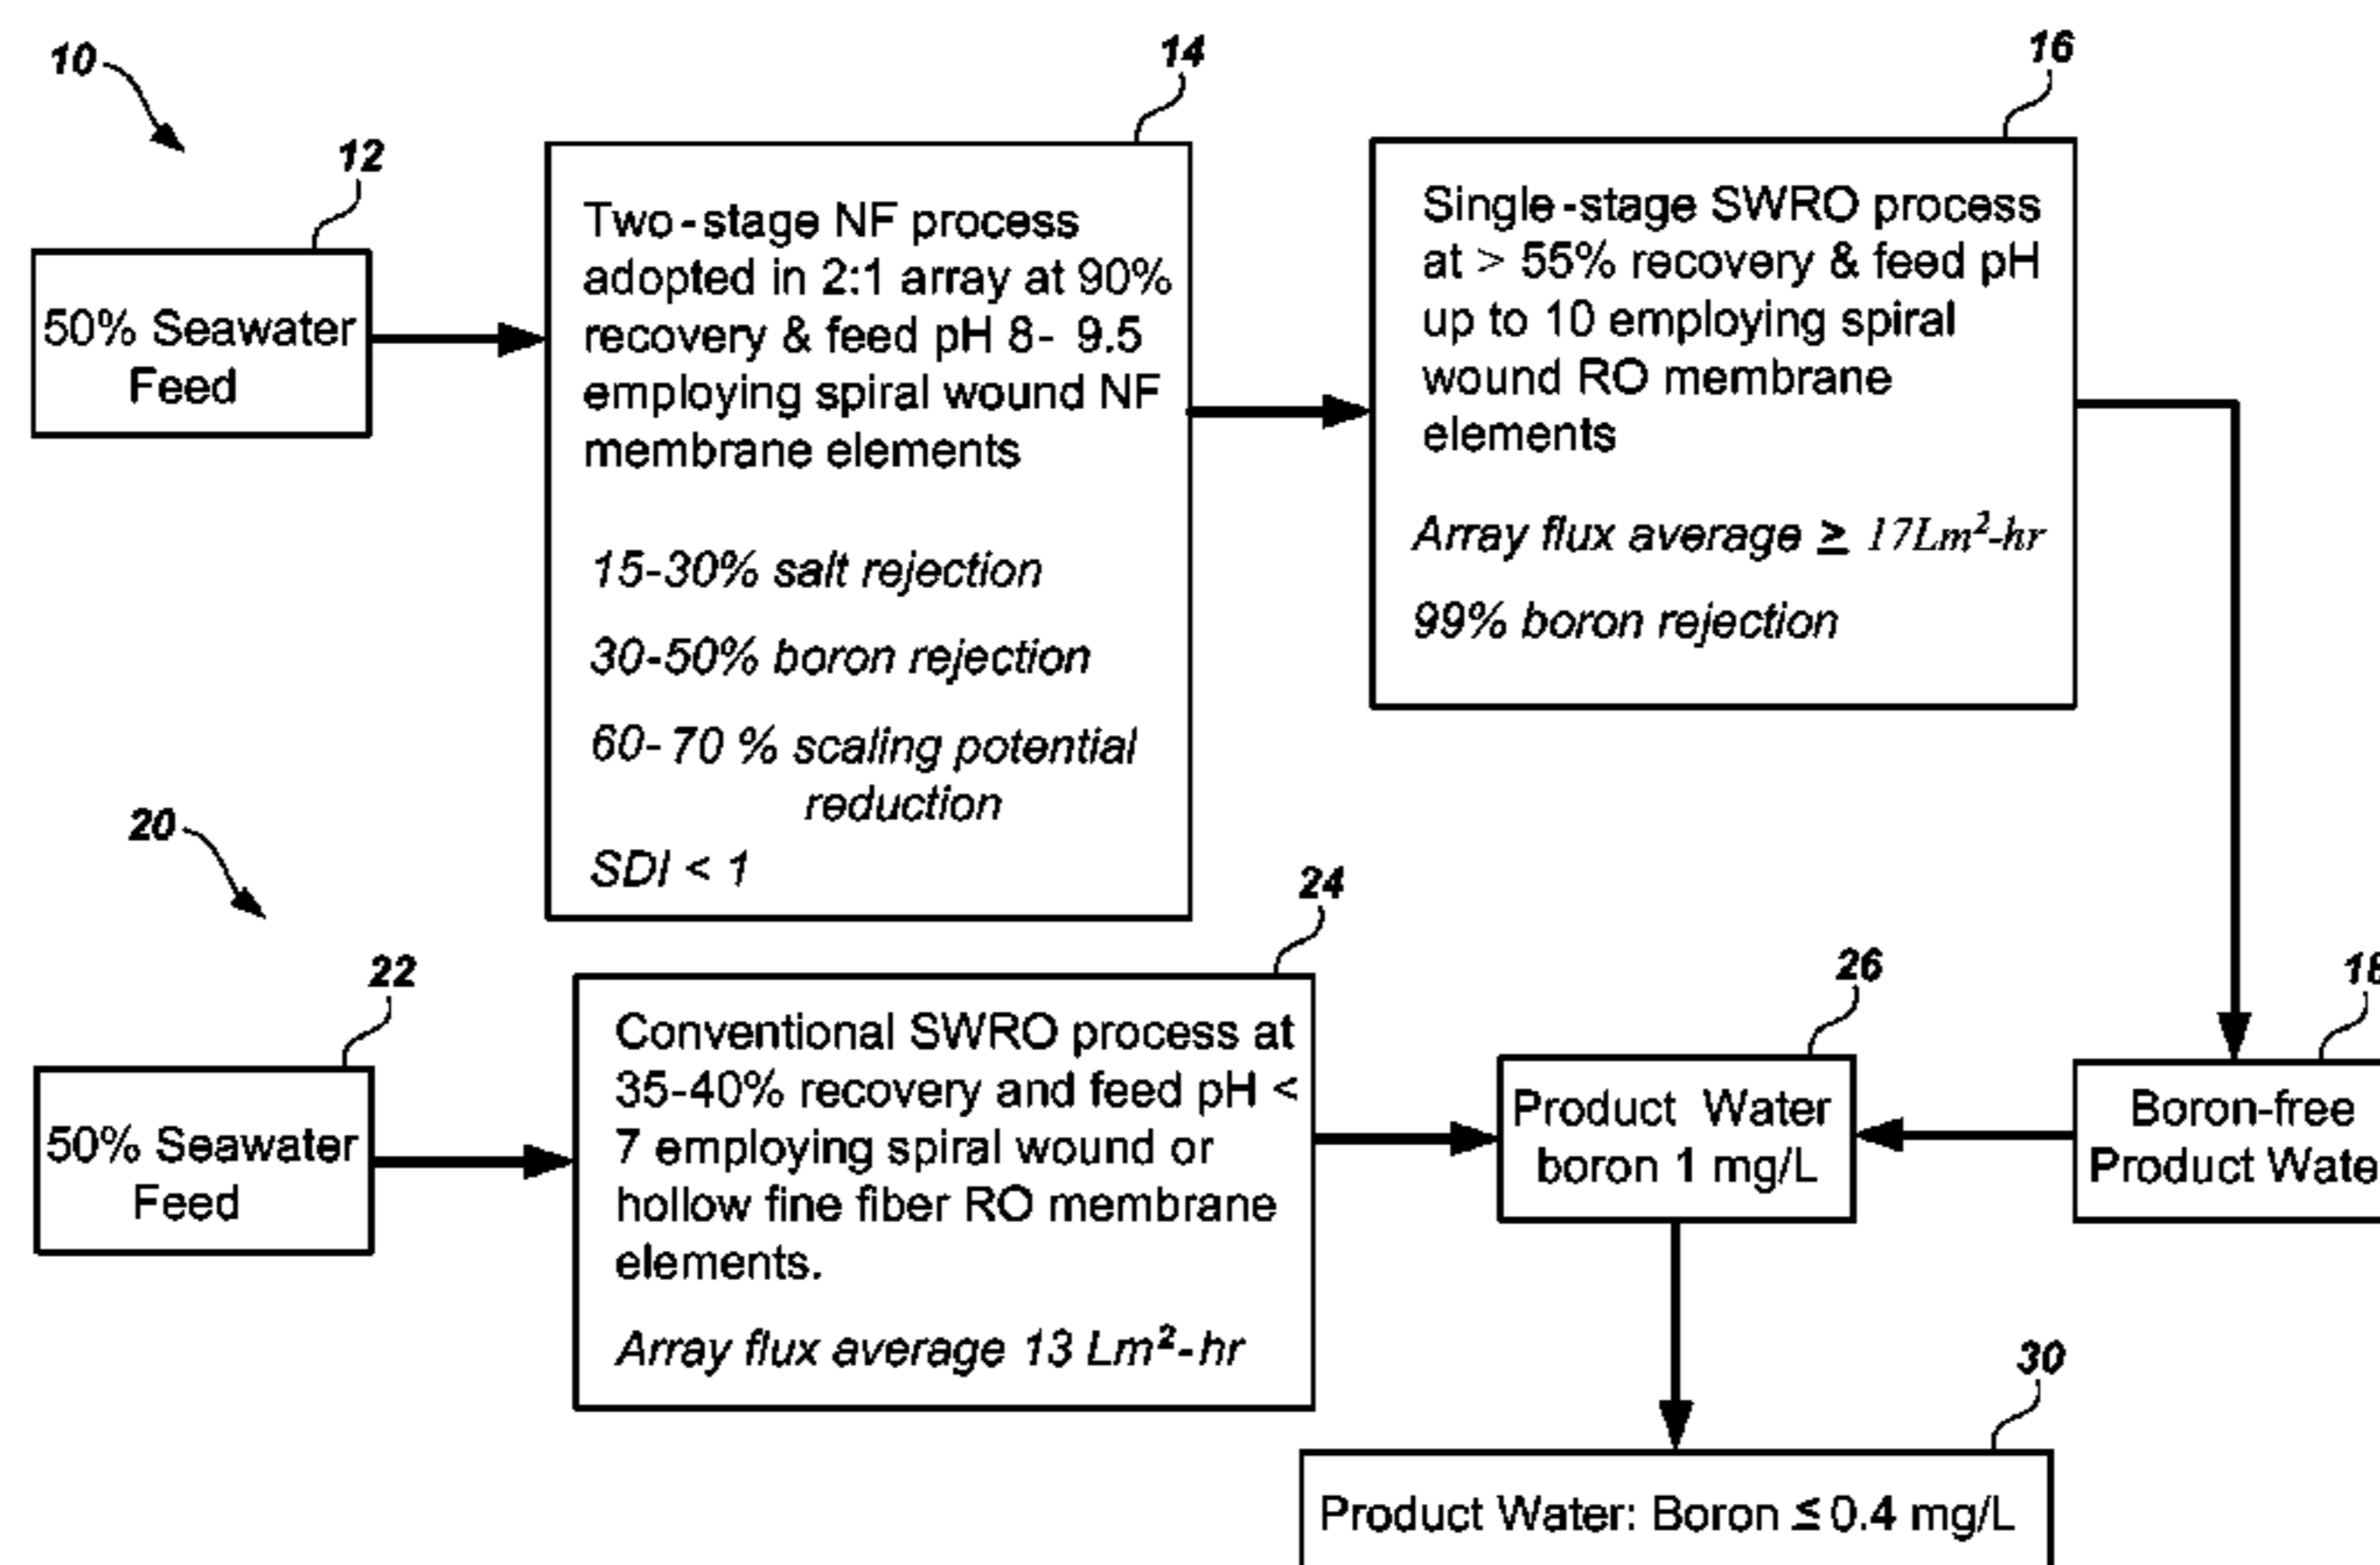 10
12
50% Seawater
Feed
14
Two-stage NF process
adopted in 2:1 array at 90%
recovery & feed pH 8- 9.5
employing spiral wound NF
membrane elements
15-30% salt rejection
30-50% boron rejection
60-70 % scaling potential
reduction
SDI < 1
16
Single-stage SWRO process
at > 55% recovery & feed pH
up to 10 employing spiral
wound RO membrane
elements
Array flux average ≥ 17Lm²-hr
99% boron rejection
20
22
50% Seawater
Feed
24
Conventional SWRO process at
35-40% recovery and feed pH <
7 employing spiral wound or
hollow fine fiber RO membrane
elements.
Array flux average 13 Lm²-hr
26
Product Water
boron 1 mg/L
18
Boron-free
Product Wate
30
Product Water: Boron ≤ 0.4 mg/L